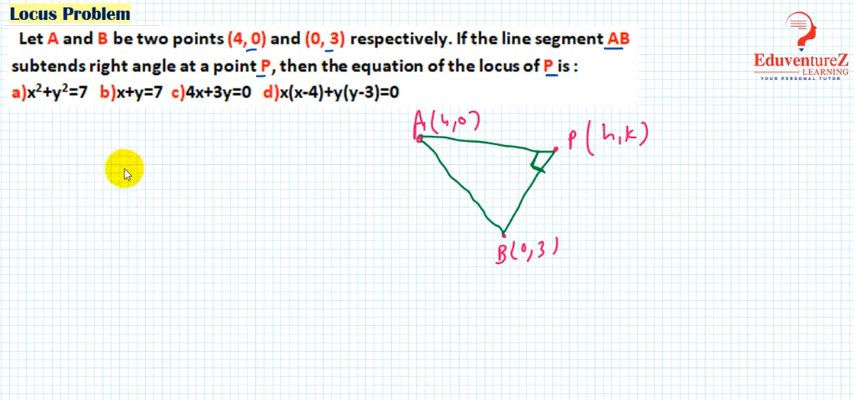 Locus Problem
Let A and B be two points (4, 0) and (0, 3) respectively. If the line segment AB
subtends right angle at a point P, then the equation of the locus of P is :
a)x²+y²=7 b)x+y=7 c)4x+3y=0 d)x(x-4)+y(y-3)=0
EduventureZ
LEARNING
YOUR PERSONAL TUTOR
A(4,0)
P(h,k)
B(0,3)